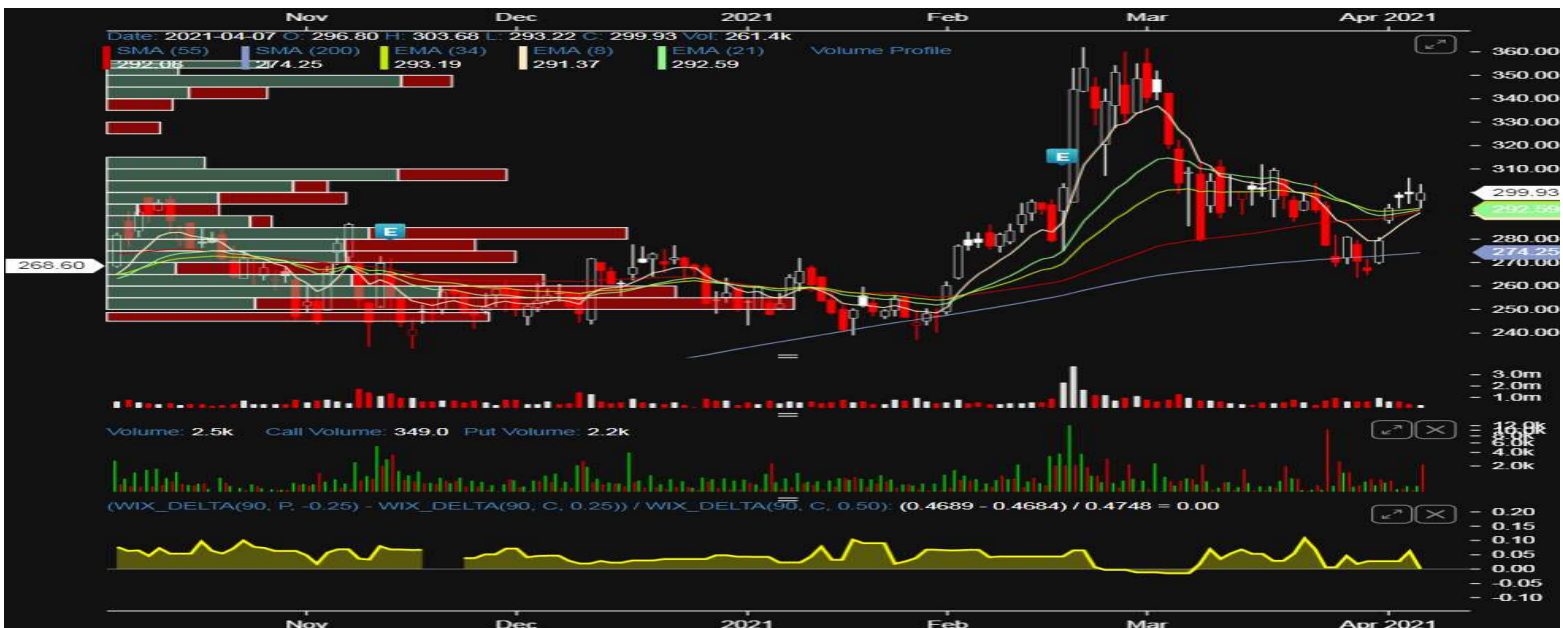 Nov Dec 2021 Feb Mar Apr 2021
Date: 2021-04-07 O: 296.80 H: 303.68 L: 293.22 C: 299.93 Vol: 261.4k
SMA (55) SMA (200) EMA (34) EMA (8) EMA (21) Volume Profile
292.08 274.25 293.19 291.37 292.59
360.00
350.00
340.00
330.00
320.00
310.00
E
299.93
292.59
E
280.00
274.25
268.60
270.00
260.00
250.00
240.00
3.0m
2.0m
1.0m
Volume: 2.5k Call Volume: 349.0 Put Volume: 2.2k
6.0k
4.0k
2.0k
(WIX_DELTA(90, P, -0.25) - WIX_DELTA(90, C, 0.25)) / WIX_DELTA(90, C, 0.50): (0.4689 - 0.4684) / 0.4748 = 0.00
0.20
0.15
0.10
0.05
0.00
-0.05
-0.10
Nov Dec 2021 Feb Mar Apr 2021